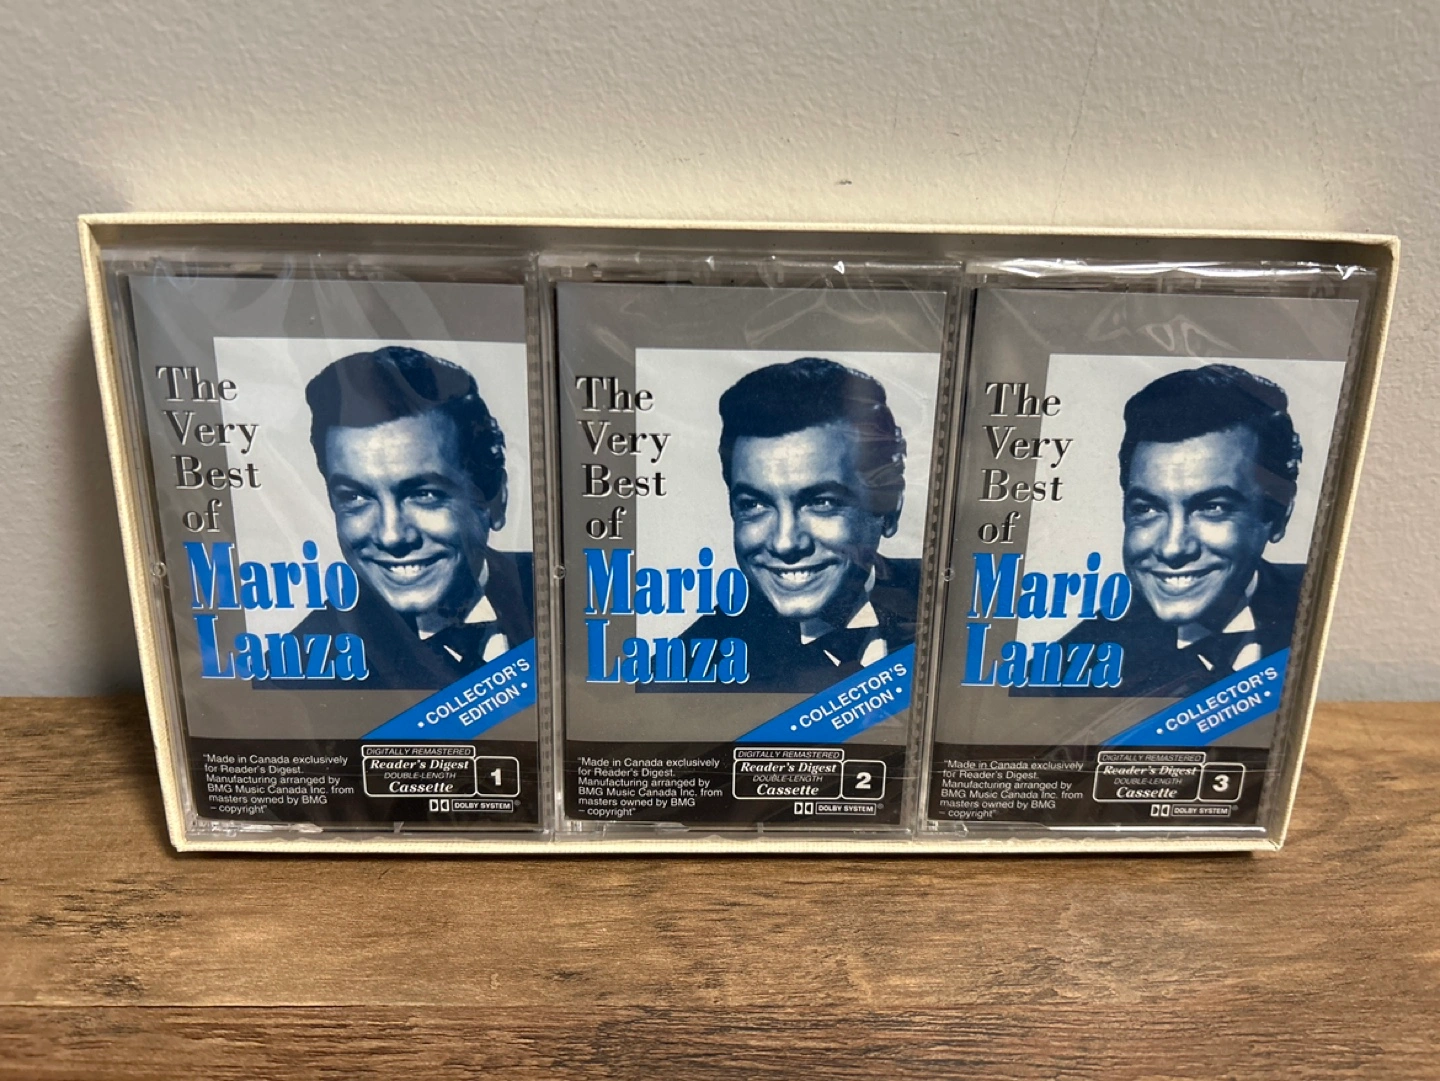 The
Very
Best
of
Mario
Lanza
• COLLECTOR'S
EDITION •
"Made in Canada exclusively
for Reader's Digest.
Manufacturing arranged by
BMG Music Canada Inc. from
masters owned by BMG
– copyright"
DIGITALLY REMASTERED
Reader's Digest
DOUBLE-LENGTH
Cassette
1
DOLBY SYSTEM®
The
Very
Best
of
Mario
Lanza
• COLLECTOR'S
EDITION •
"Made in Canada exclusively
for Reader's Digest.
Manufacturing arranged by
BMG Music Canada Inc. from
masters owned by BMG
– copyright"
DIGITALLY REMASTERED
Reader's Digest
DOUBLE-LENGTH
Cassette
2
DOLBY SYSTEM®
The
Very
Best
of
Mario
Lanza
• COLLECTOR'S
EDITION •
"Made in Canada exclusively
for Reader's Digest.
Manufacturing arranged by
BMG Music Canada Inc. from
masters owned by BMG
– copyright"
DIGITALLY REMASTERED
Reader's Digest
DOUBLE-LENGTH
Cassette
3
DOLBY SYSTEM®